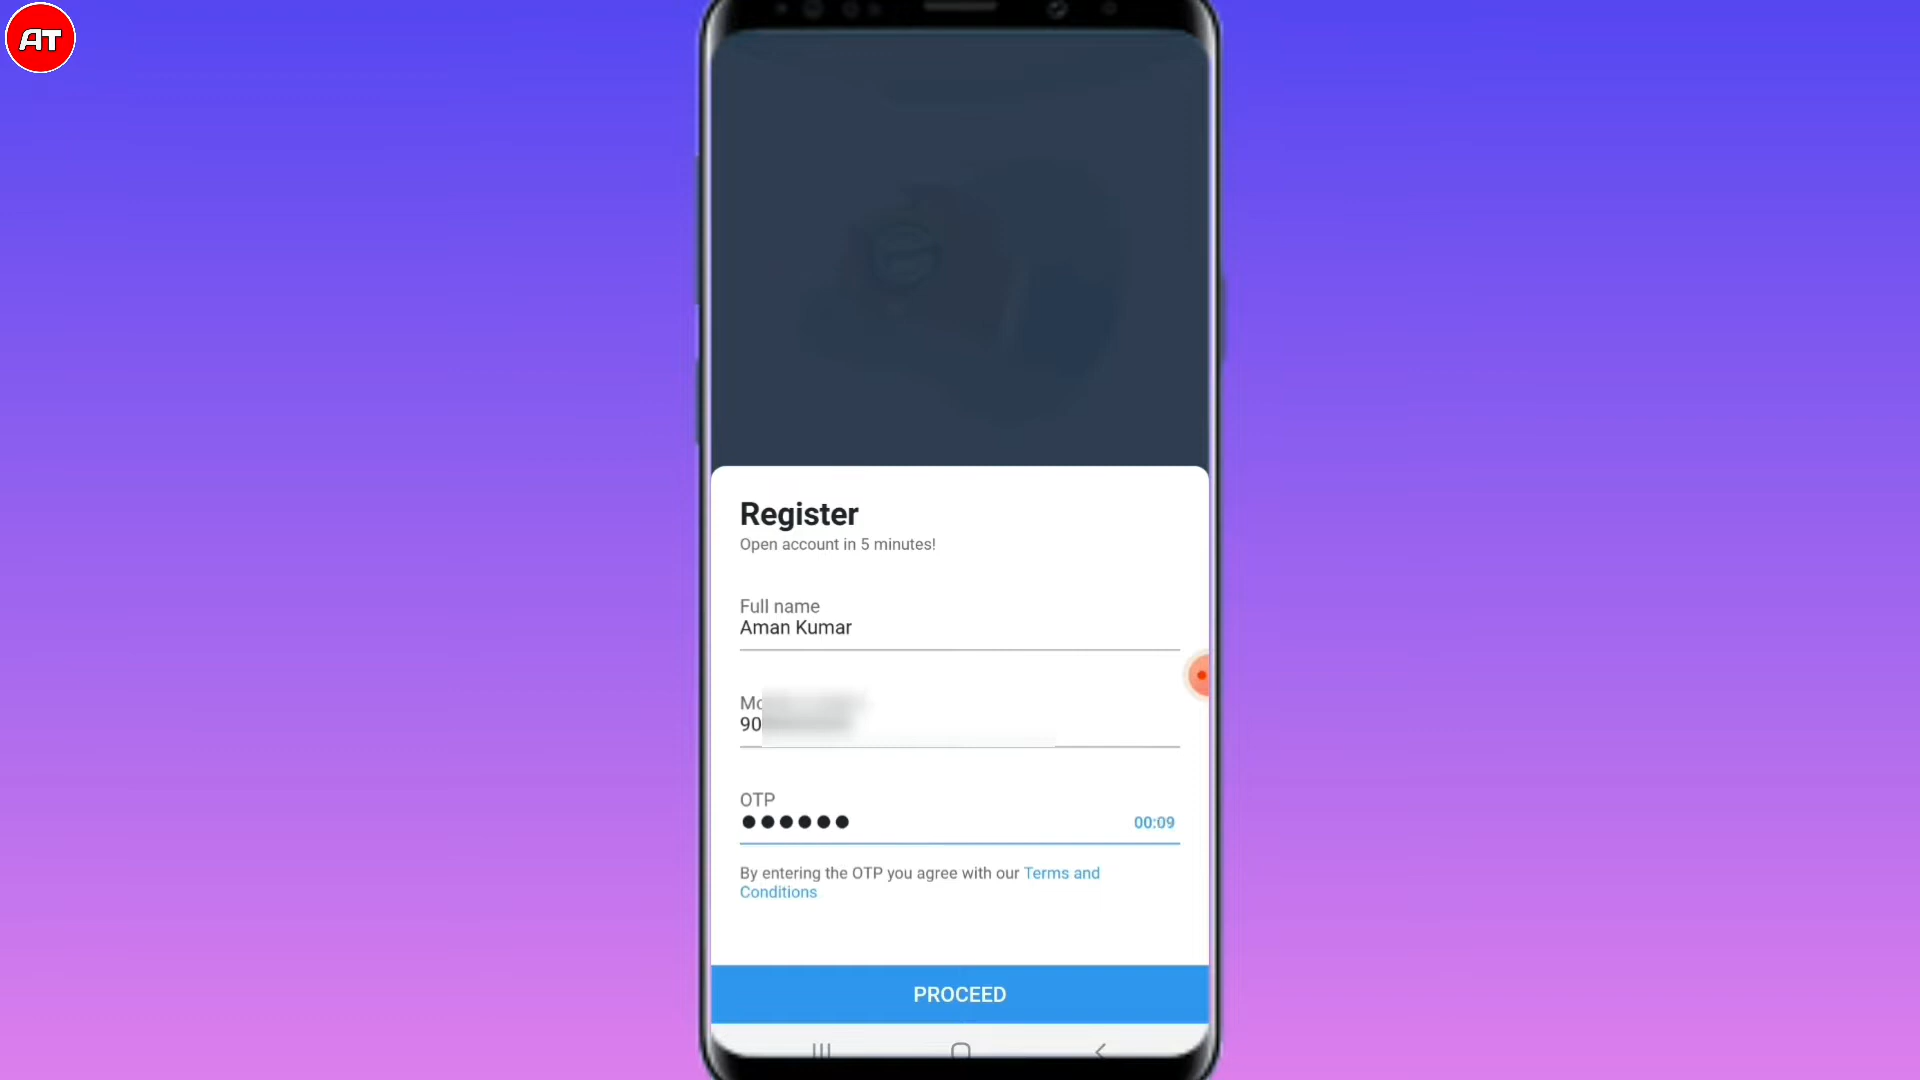 AT
Register
Open account in 5 minutes!
Full name
Aman Kumar
90
OTP
00:09
By entering the OTP you agree with our Terms and
Conditions
PROCEED